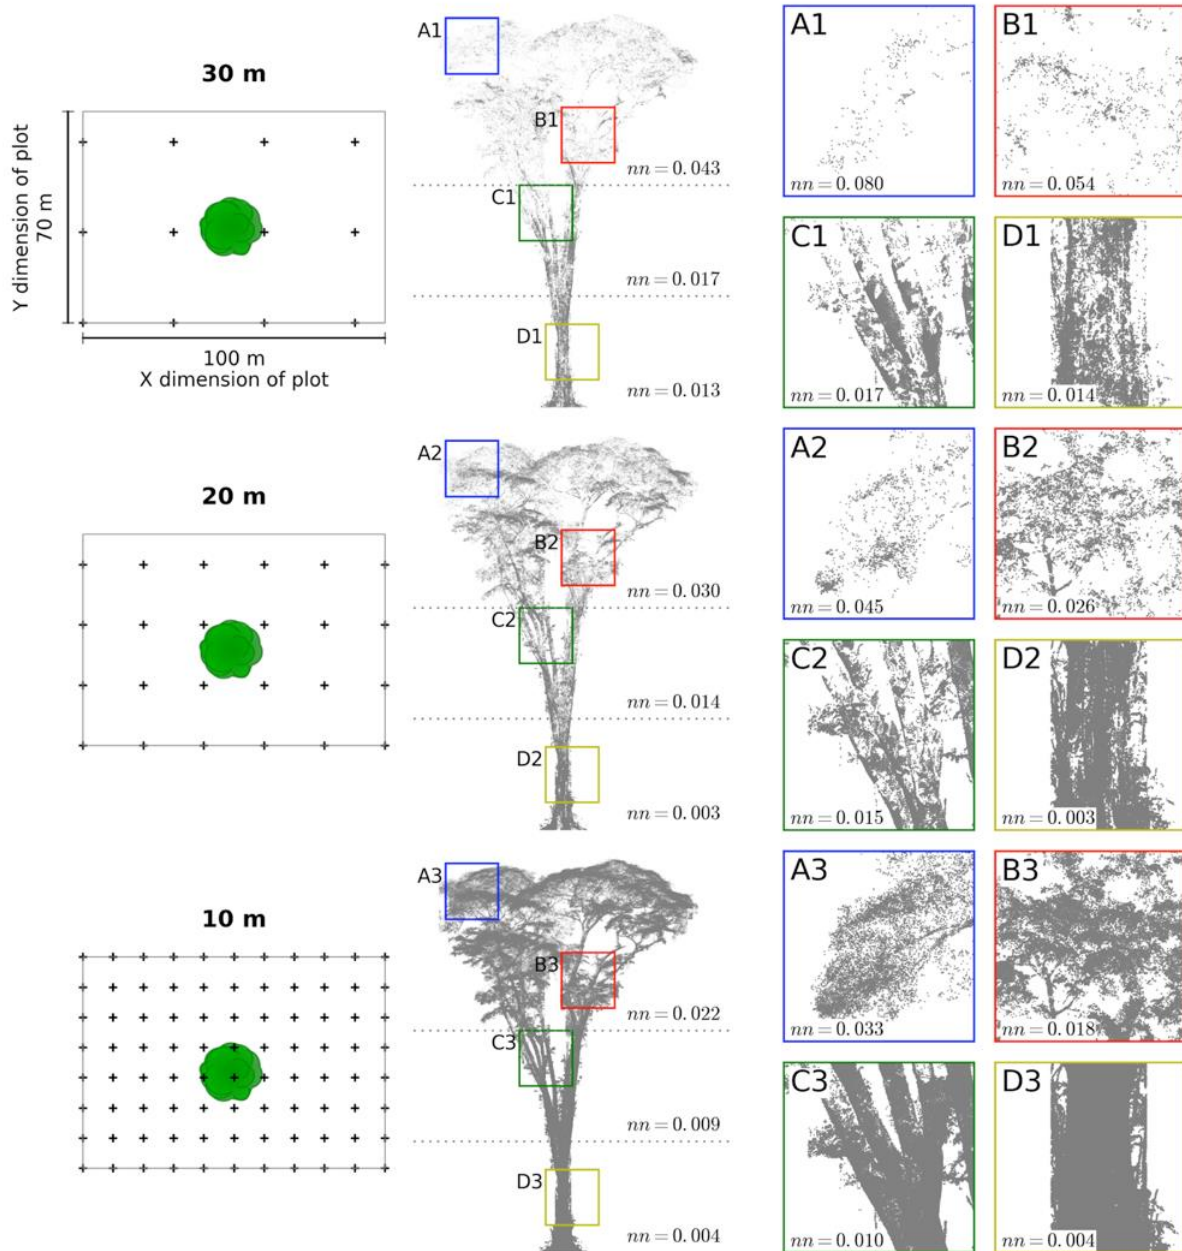 30 m
Y dimension of plot
70 m
100 m
X dimension of plot
A1
B1
nn = 0.043
C1
nn = 0.017
D1
nn = 0.013
A1
nn = 0.080
B1
nn = 0.054
C1
nn = 0.017
D1
nn = 0.014
20 m
A2
B2
nn = 0.030
C2
nn = 0.014
D2
nn = 0.003
A2
nn = 0.045
B2
nn = 0.026
C2
nn = 0.015
D2
nn = 0.003
10 m
A3
B3
nn = 0.022
C3
nn = 0.009
D3
nn = 0.004
A3
nn = 0.033
B3
nn = 0.018
C3
nn = 0.010
D3
nn = 0.004